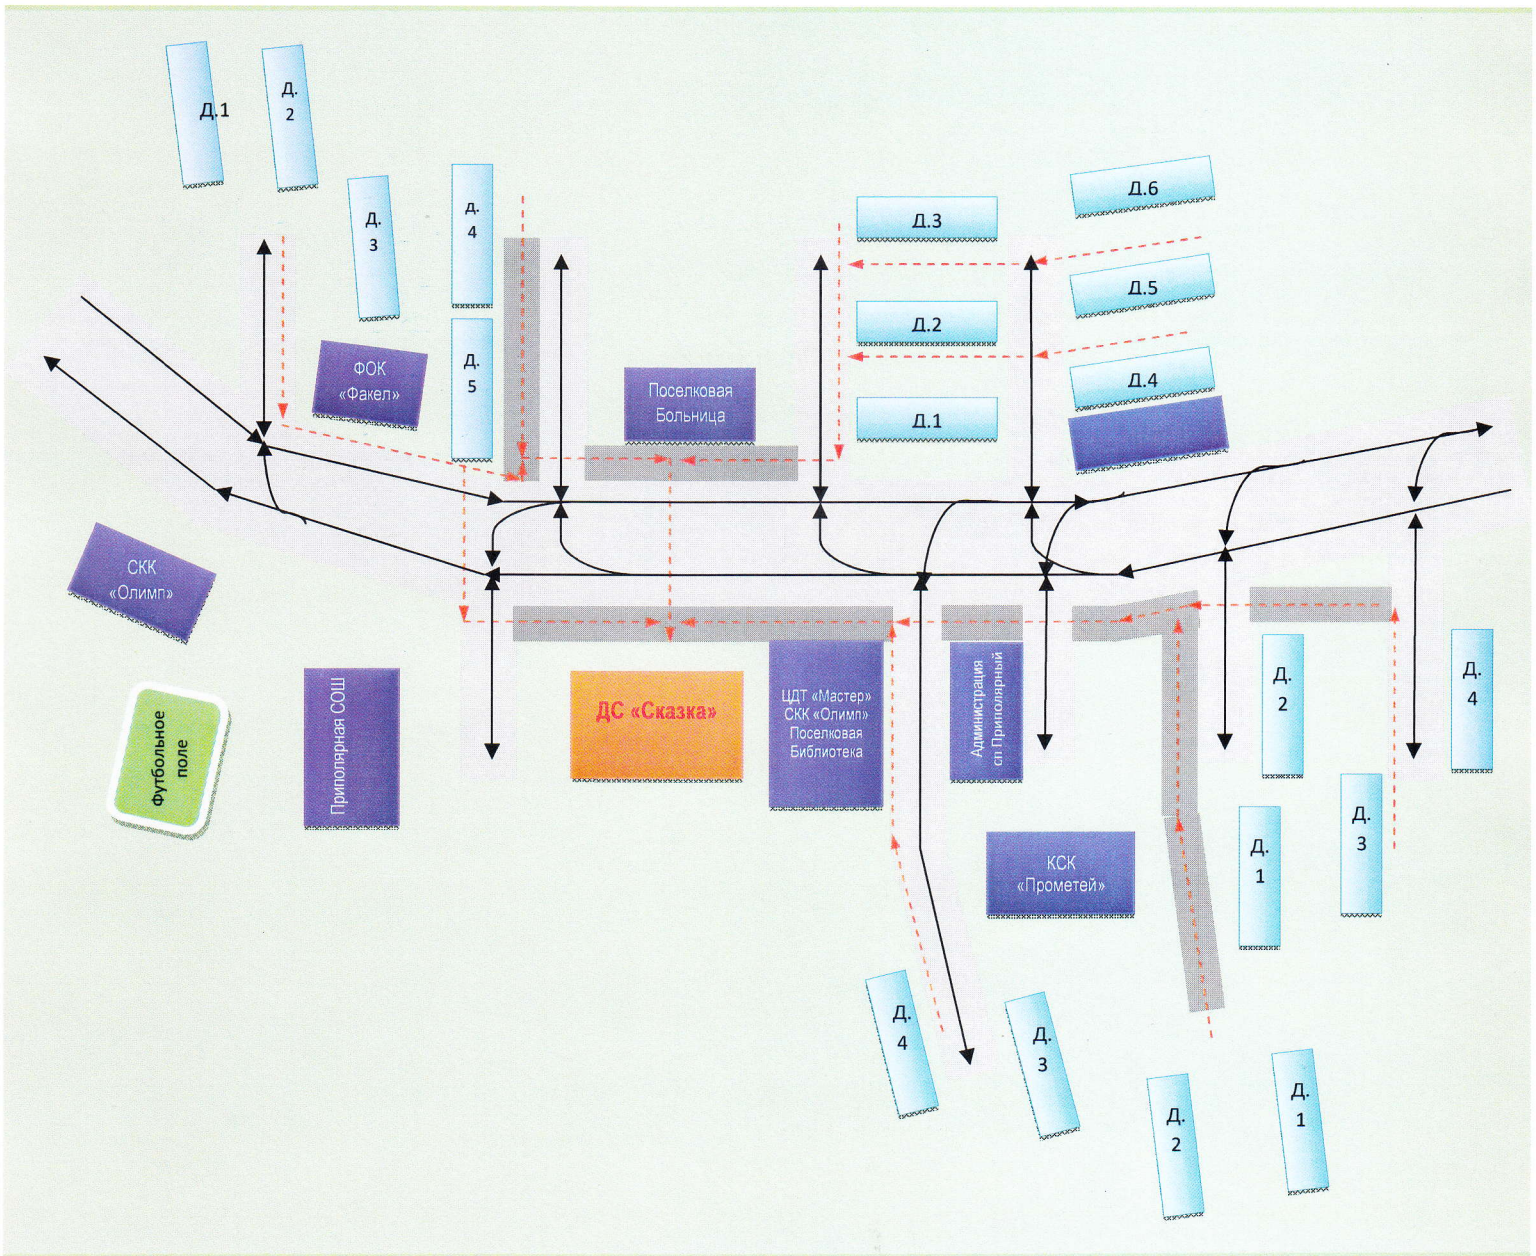 Д.1
Д.
2
Д.
3
д.
4
Д.
5
ФОК
«Факел»
Поселковая
Больница
Д.3
Д.2
Д.1
Д.6
Д.5
Д.4
СКК
«Олимп»
Футбольное
поле
Приполярная СОШ
ДС «Сказка»
ЦДТ «Мастер»
СКК «Олимп»
Поселковая
Библиотека
Администрация
сп Приполярный
КСК
«Прометей»
Д.
2
Д.
4
Д.
1
Д.
3
Д.
4
Д.
3
Д.
2
Д.
1